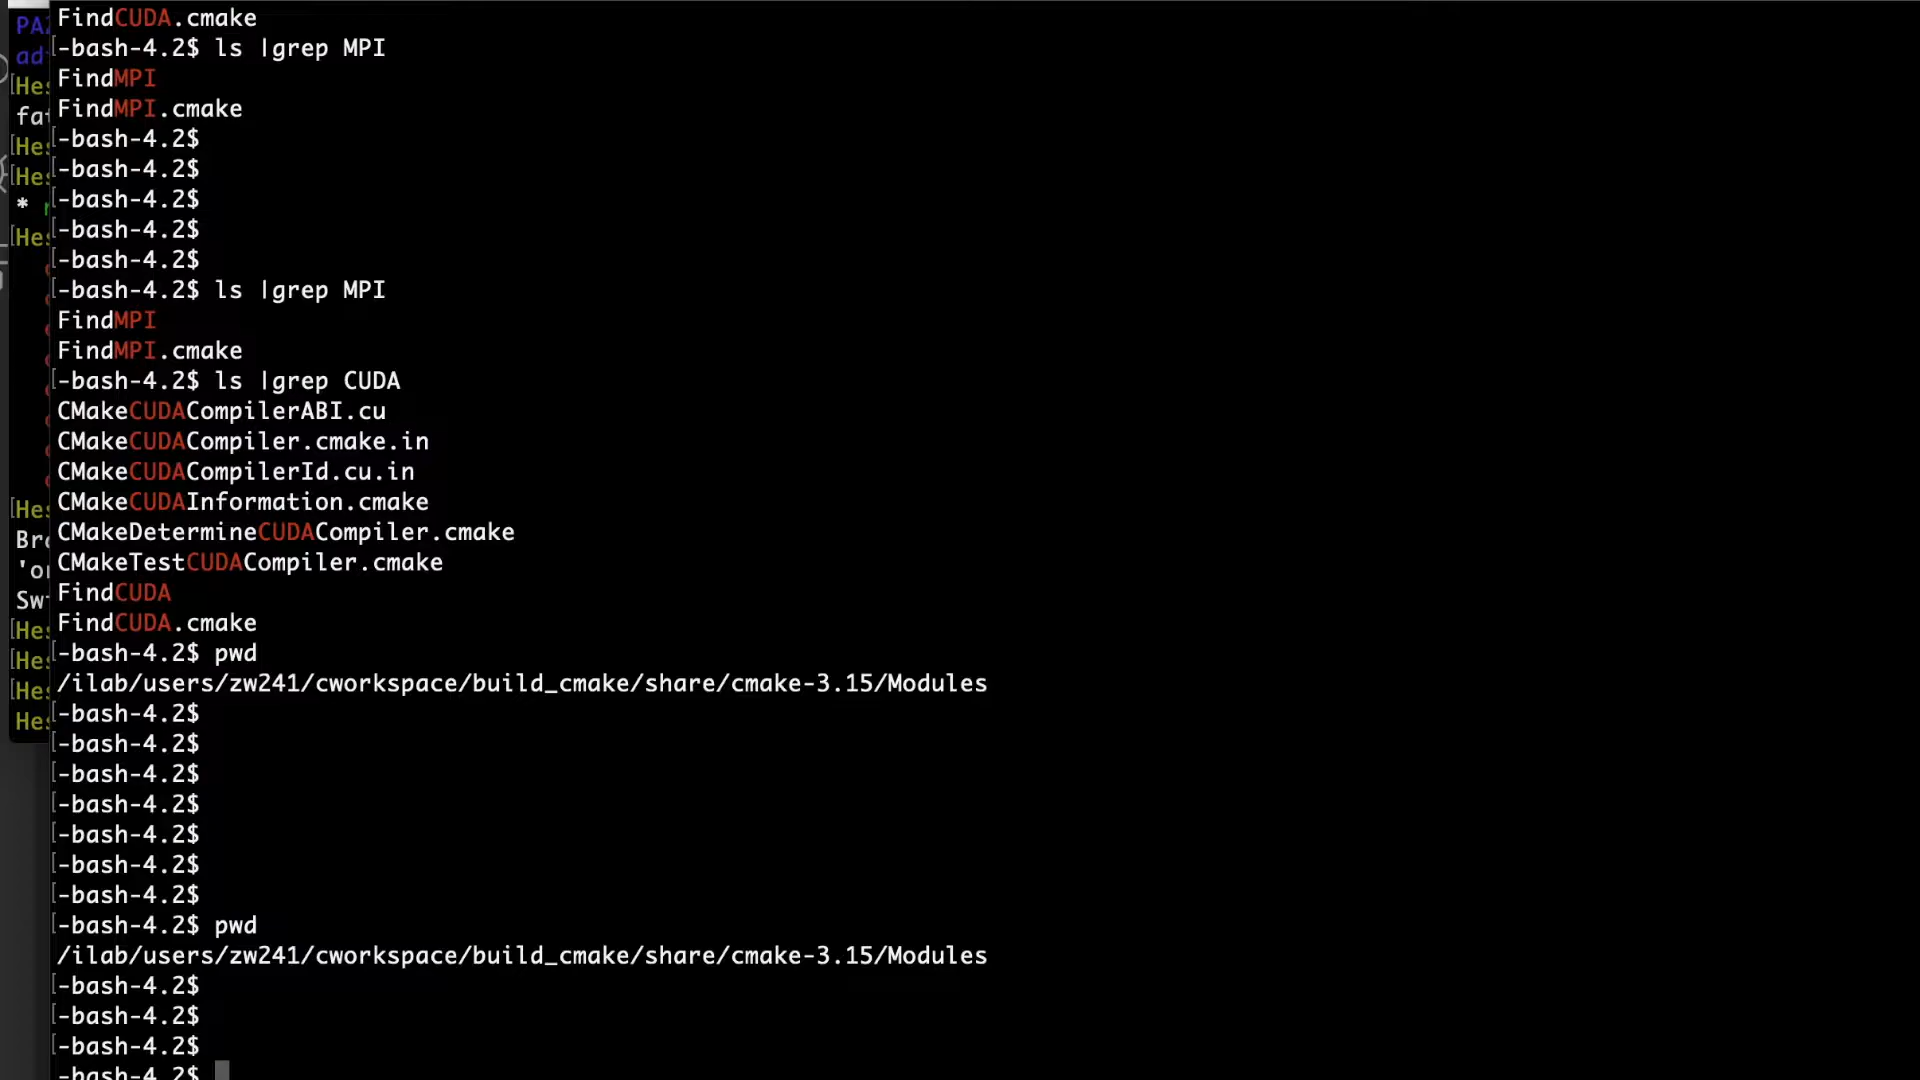 FindCUDA.cmake
[-bash-4.2$ ls |grep MPI
FindMPI
FindMPI.cmake
[-bash-4.2$
[-bash-4.2$
[-bash-4.2$
[-bash-4.2$
[-bash-4.2$
[-bash-4.2$ ls |grep MPI
FindMPI
FindMPI.cmake
[-bash-4.2$ ls |grep CUDA
CMakeCUDACompilerABI.cu
CMakeCUDACompiler.cmake.in
CMakeCUDACompilerId.cu.in
CMakeCUDAInformation.cmake
CMakeDetermineCUDACompiler.cmake
CMakeTestCUDACompiler.cmake
FindCUDA
FindCUDA.cmake
[-bash-4.2$ pwd
/ilab/users/zw241/cworkspace/build_cmake/share/cmake-3.15/Modules
[-bash-4.2$
[-bash-4.2$
[-bash-4.2$
[-bash-4.2$
[-bash-4.2$
[-bash-4.2$
[-bash-4.2$
[-bash-4.2$ pwd
/ilab/users/zw241/cworkspace/build_cmake/share/cmake-3.15/Modules
[-bash-4.2$
[-bash-4.2$
[-bash-4.2$
-bash-4.2$